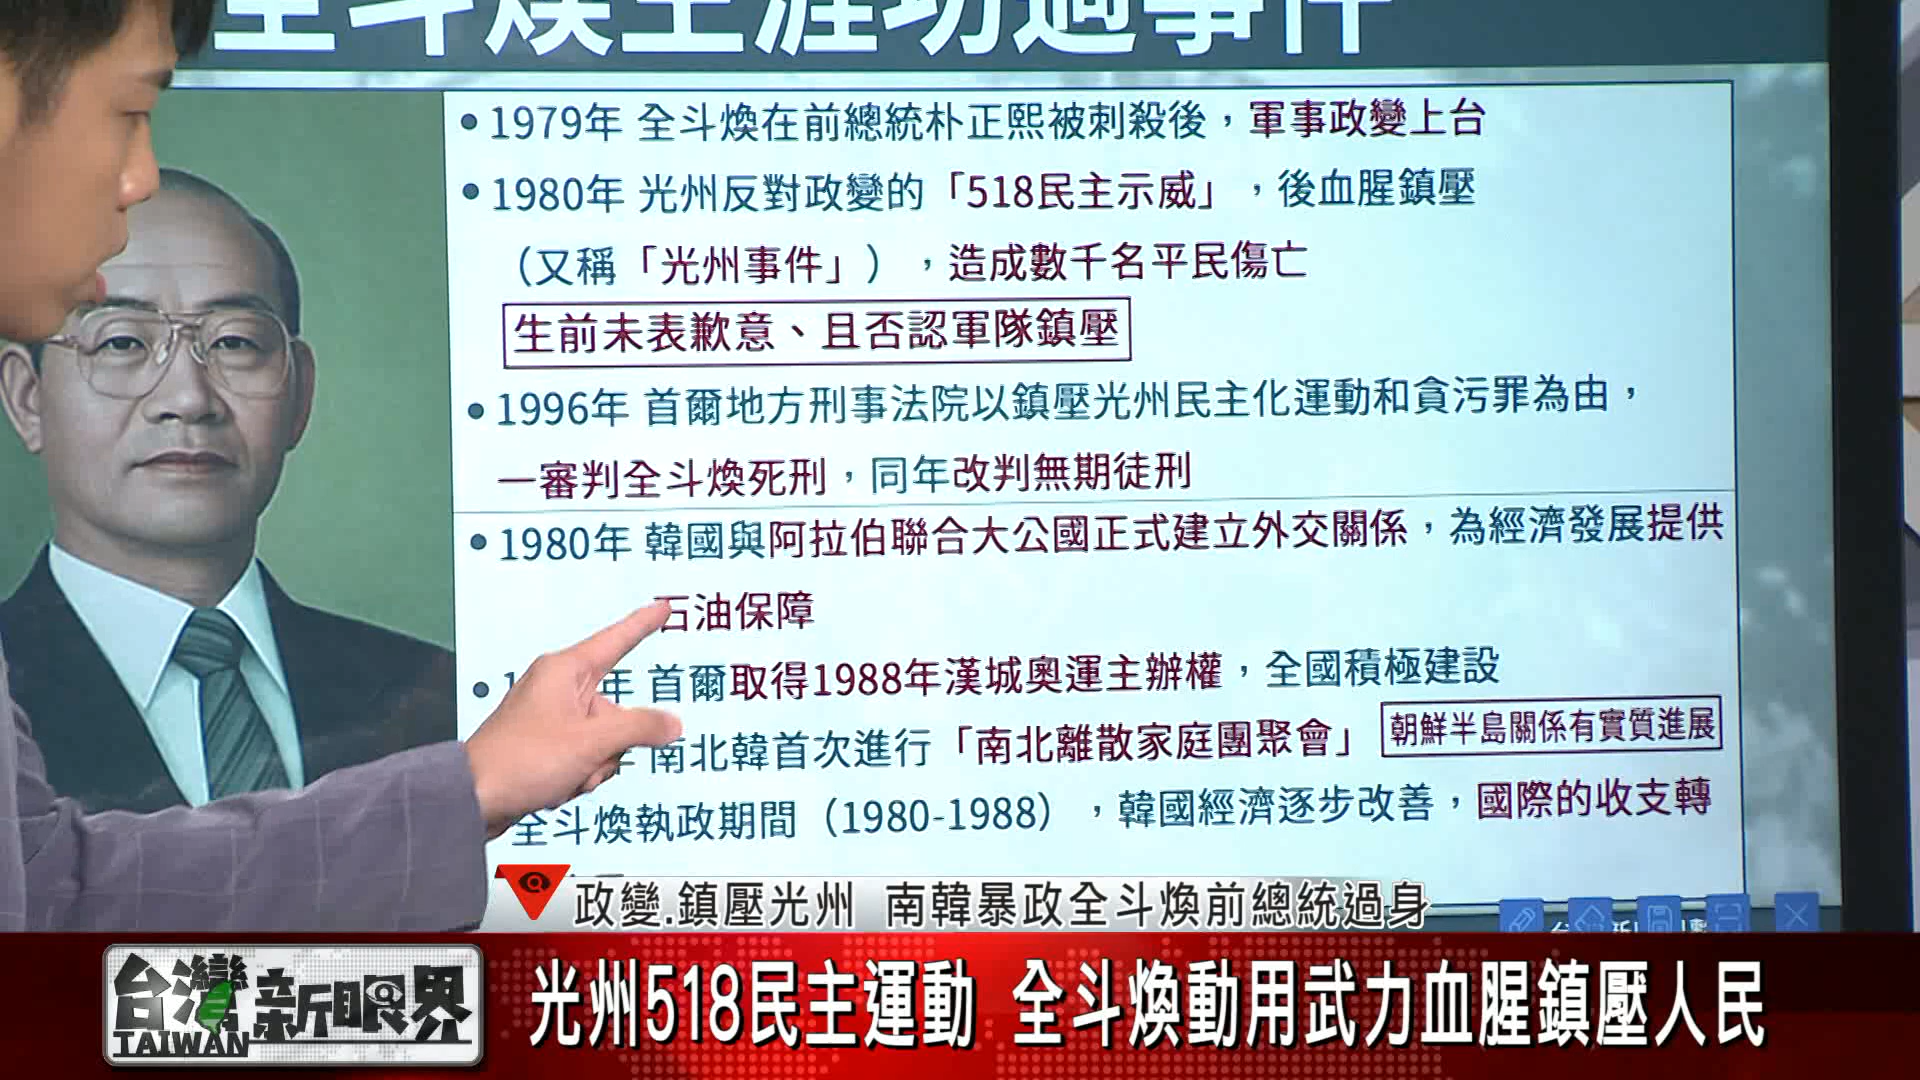 全斗煥生涯功過事件
•1979年 全斗煥在前總統朴正熙被刺殺後，軍事政變上台
•1980年 光州反對政變的「518民主示威」，後血腥鎮壓
（又稱「光州事件」），造成數千名平民傷亡
生前未表歉意、且否認軍隊鎮壓
•1996年 首爾地方刑事法院以鎮壓光州民主化運動和貪污罪為由，
一審判全斗煥死刑，同年改判無期徒刑
•1980年 韓國與阿拉伯聯合大公國正式建立外交關係，為經濟發展提供
石油保障
年 首爾取得1988年漢城奧運主辦權，全國積極建設
年 南北韓首次進行「南北離散家庭團聚會」 朝鮮半島關係有實質進展
全斗煥執政期間（1980-1988），韓國經濟逐步改善，國際的收支轉
政變.鎮壓光州 南韓暴政全斗煥前總統過身
台灣新眼界
TAIWAN
光州518民主運動 全斗煥動用武力血腥鎮壓人民